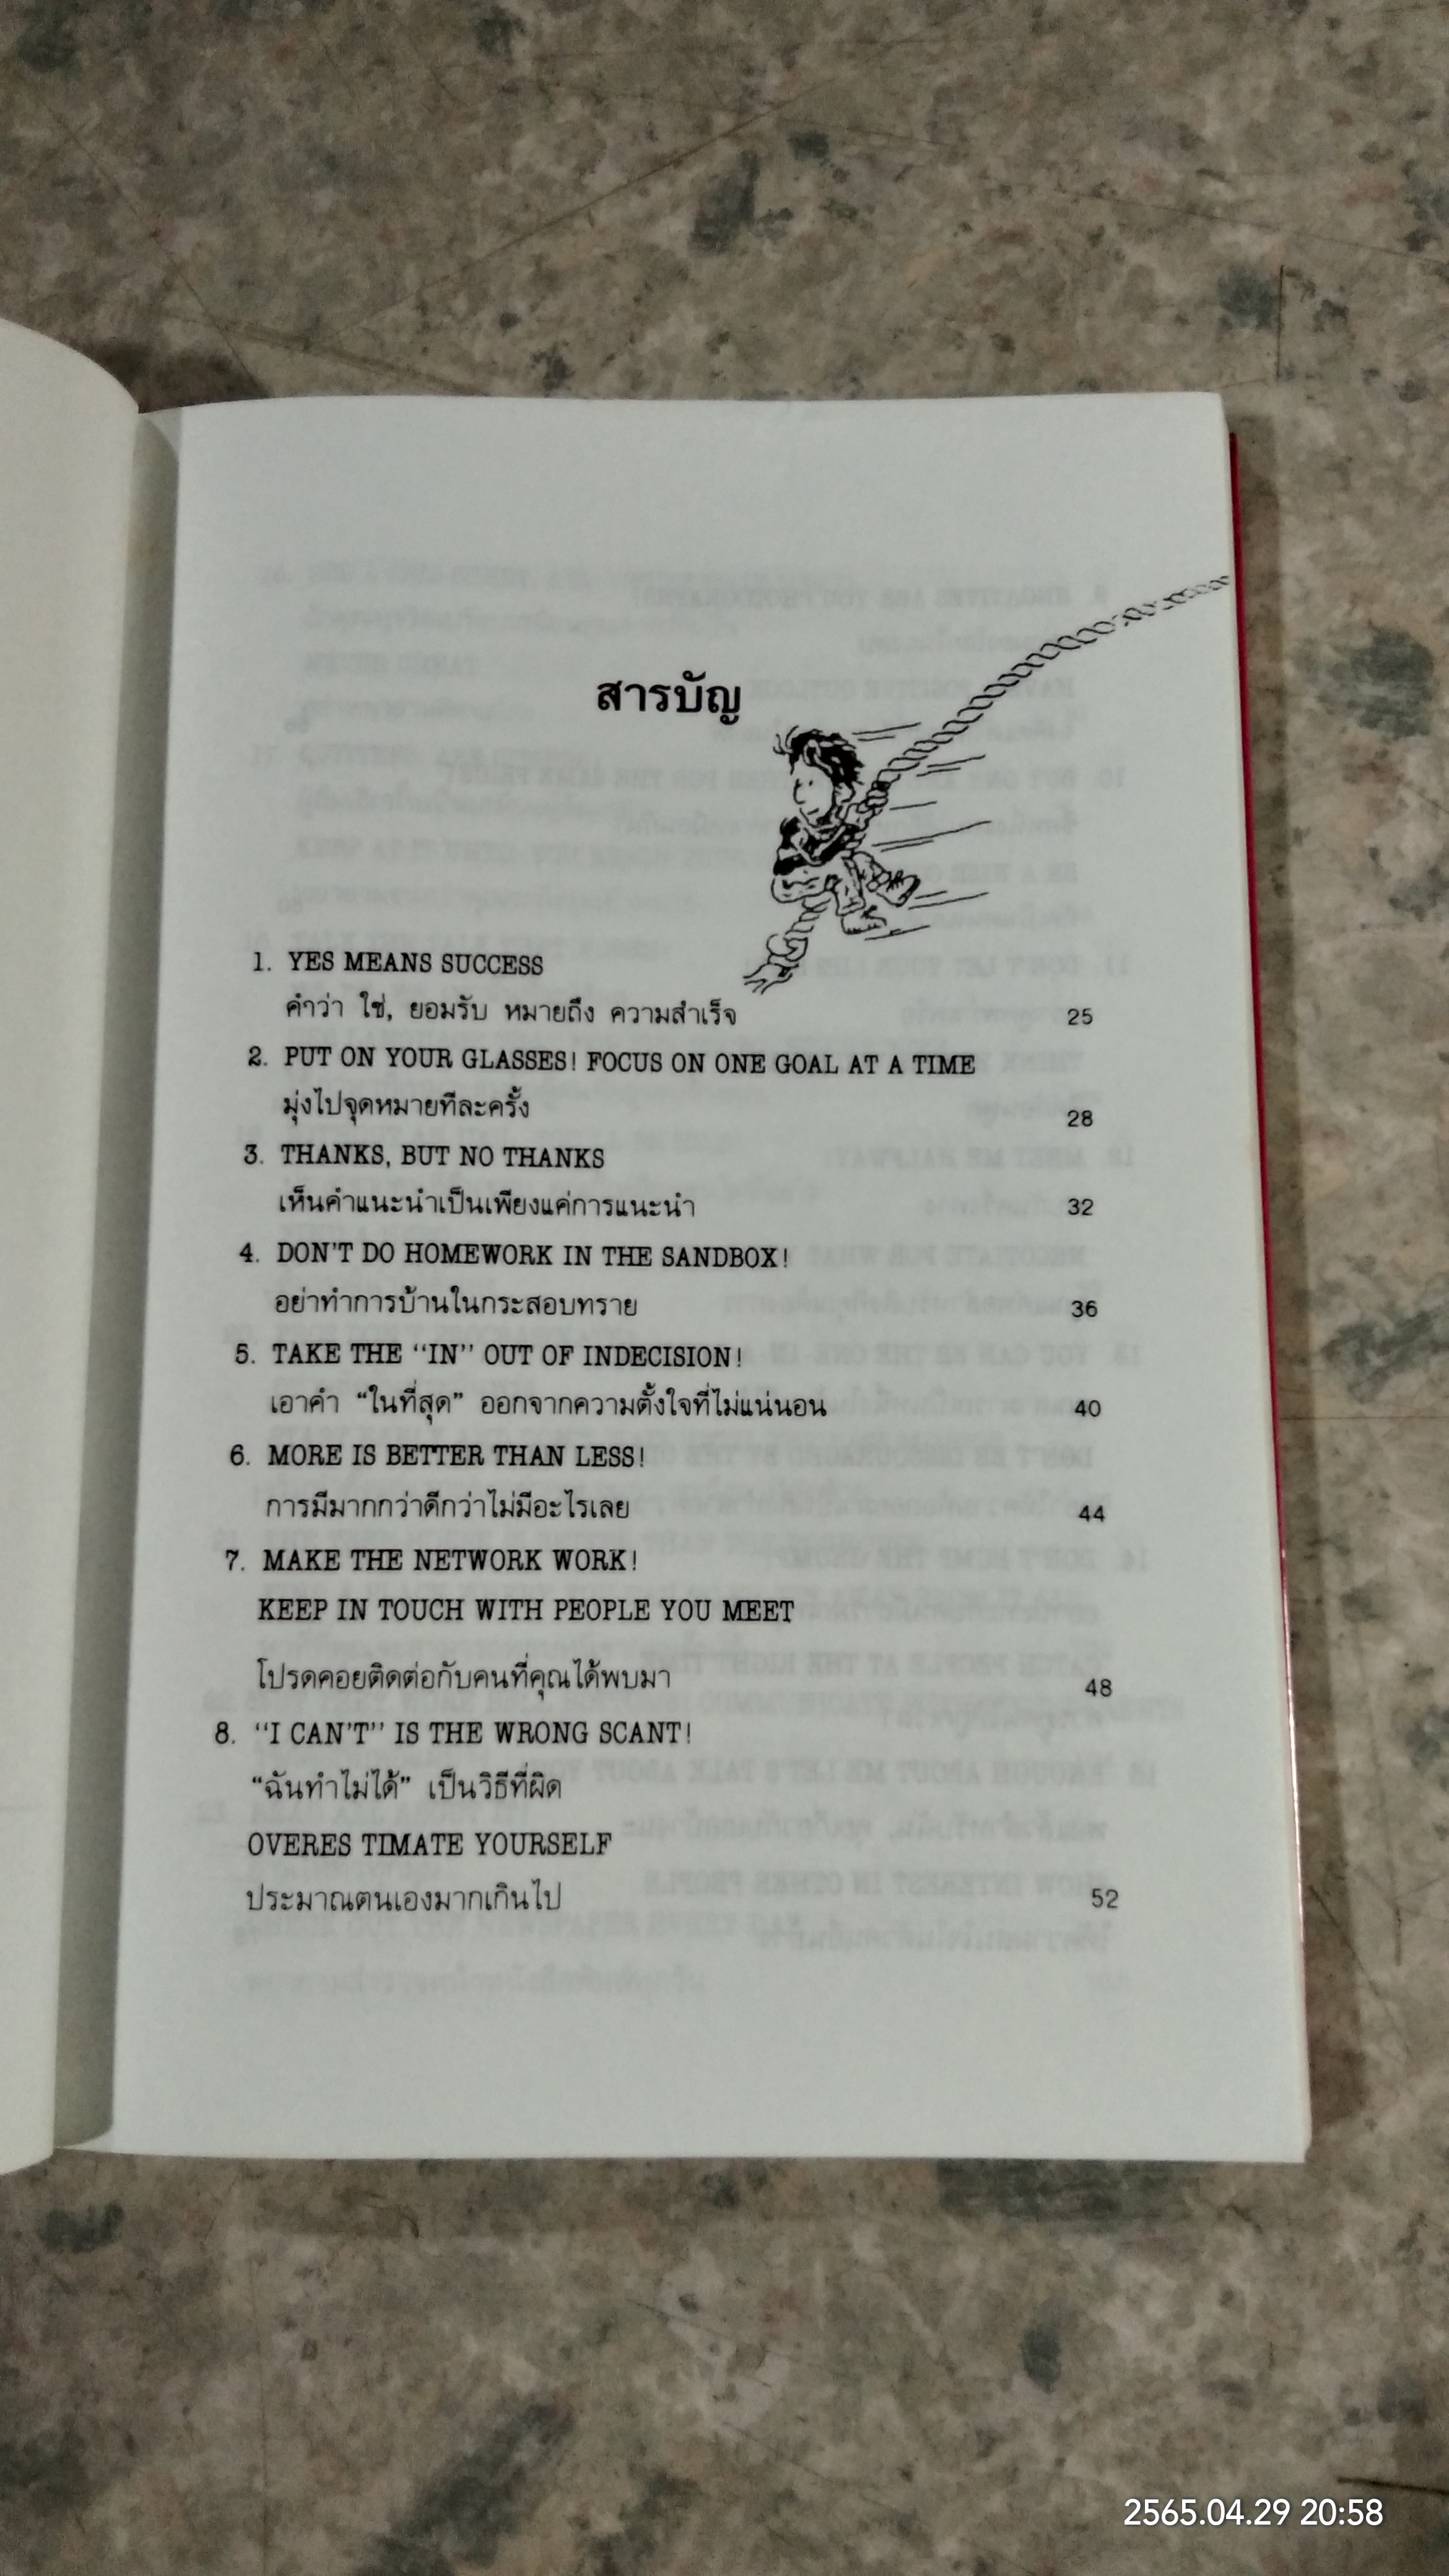 สารบัญ
1. YES MEANS SUCCESS
คำว่า ใช่, ยอมรับ หมายถึง ความสำเร็จ 25
2. PUT ON YOUR GLASSES! FOCUS ON ONE GOAL AT A TIME
มุ่งไปจุดหมายทีละครั้ง 28
3. THANKS, BUT NO THANKS
เห็นคำแนะนำเป็นเพียงแค่การแนะนำ 32
4. DON'T DO HOMEWORK IN THE SANDBOX!
อย่าทำการบ้านในกระสอบทราย 36
5. TAKE THE "IN" OUT OF INDECISION!
เอาคำ "ในที่สุด" ออกจากความตั้งใจที่ไม่แน่นอน 40
6. MORE IS BETTER THAN LESS!
การมีมากกว่าดีกว่าไม่มีอะไรเลย 44
7. MAKE THE NETWORK WORK!
KEEP IN TOUCH WITH PEOPLE YOU MEET
โปรดคอยติดต่อกับคนที่คุณได้พบมา 48
8. "I CAN'T" IS THE WRONG SCANT!
"ฉันทำไม่ได้" เป็นวิธีที่ผิด
OVERES TIMATE YOURSELF
ประมาณตนเองมากเกินไป 52
2565.04.29 20:58